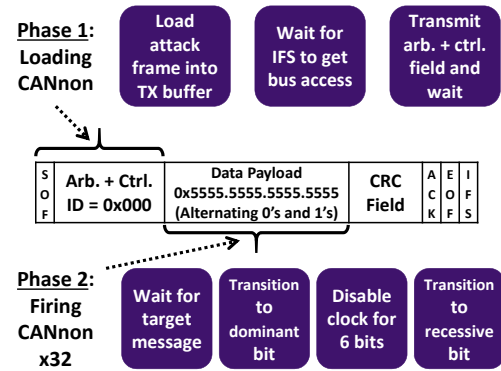 Phase 1:
Loading
CANnon
Load
attack
frame into
TX buffer
Wait for
IFS to get
bus access
Transmit
arb. + ctrl.
field and
wait
S
O
F
Arb. + Ctrl.
ID = 0x000
Data Payload
0x5555.5555.5555.5555
(Alternating 0's and 1's)
CRC
Field
A
C
K
E
O
F
I
F
S
Phase 2:
Firing
CANnon
x32
Wait for
target
message
Transition
to
dominant
bit
Disable
clock for
6 bits
Transition
to
recessive
bit